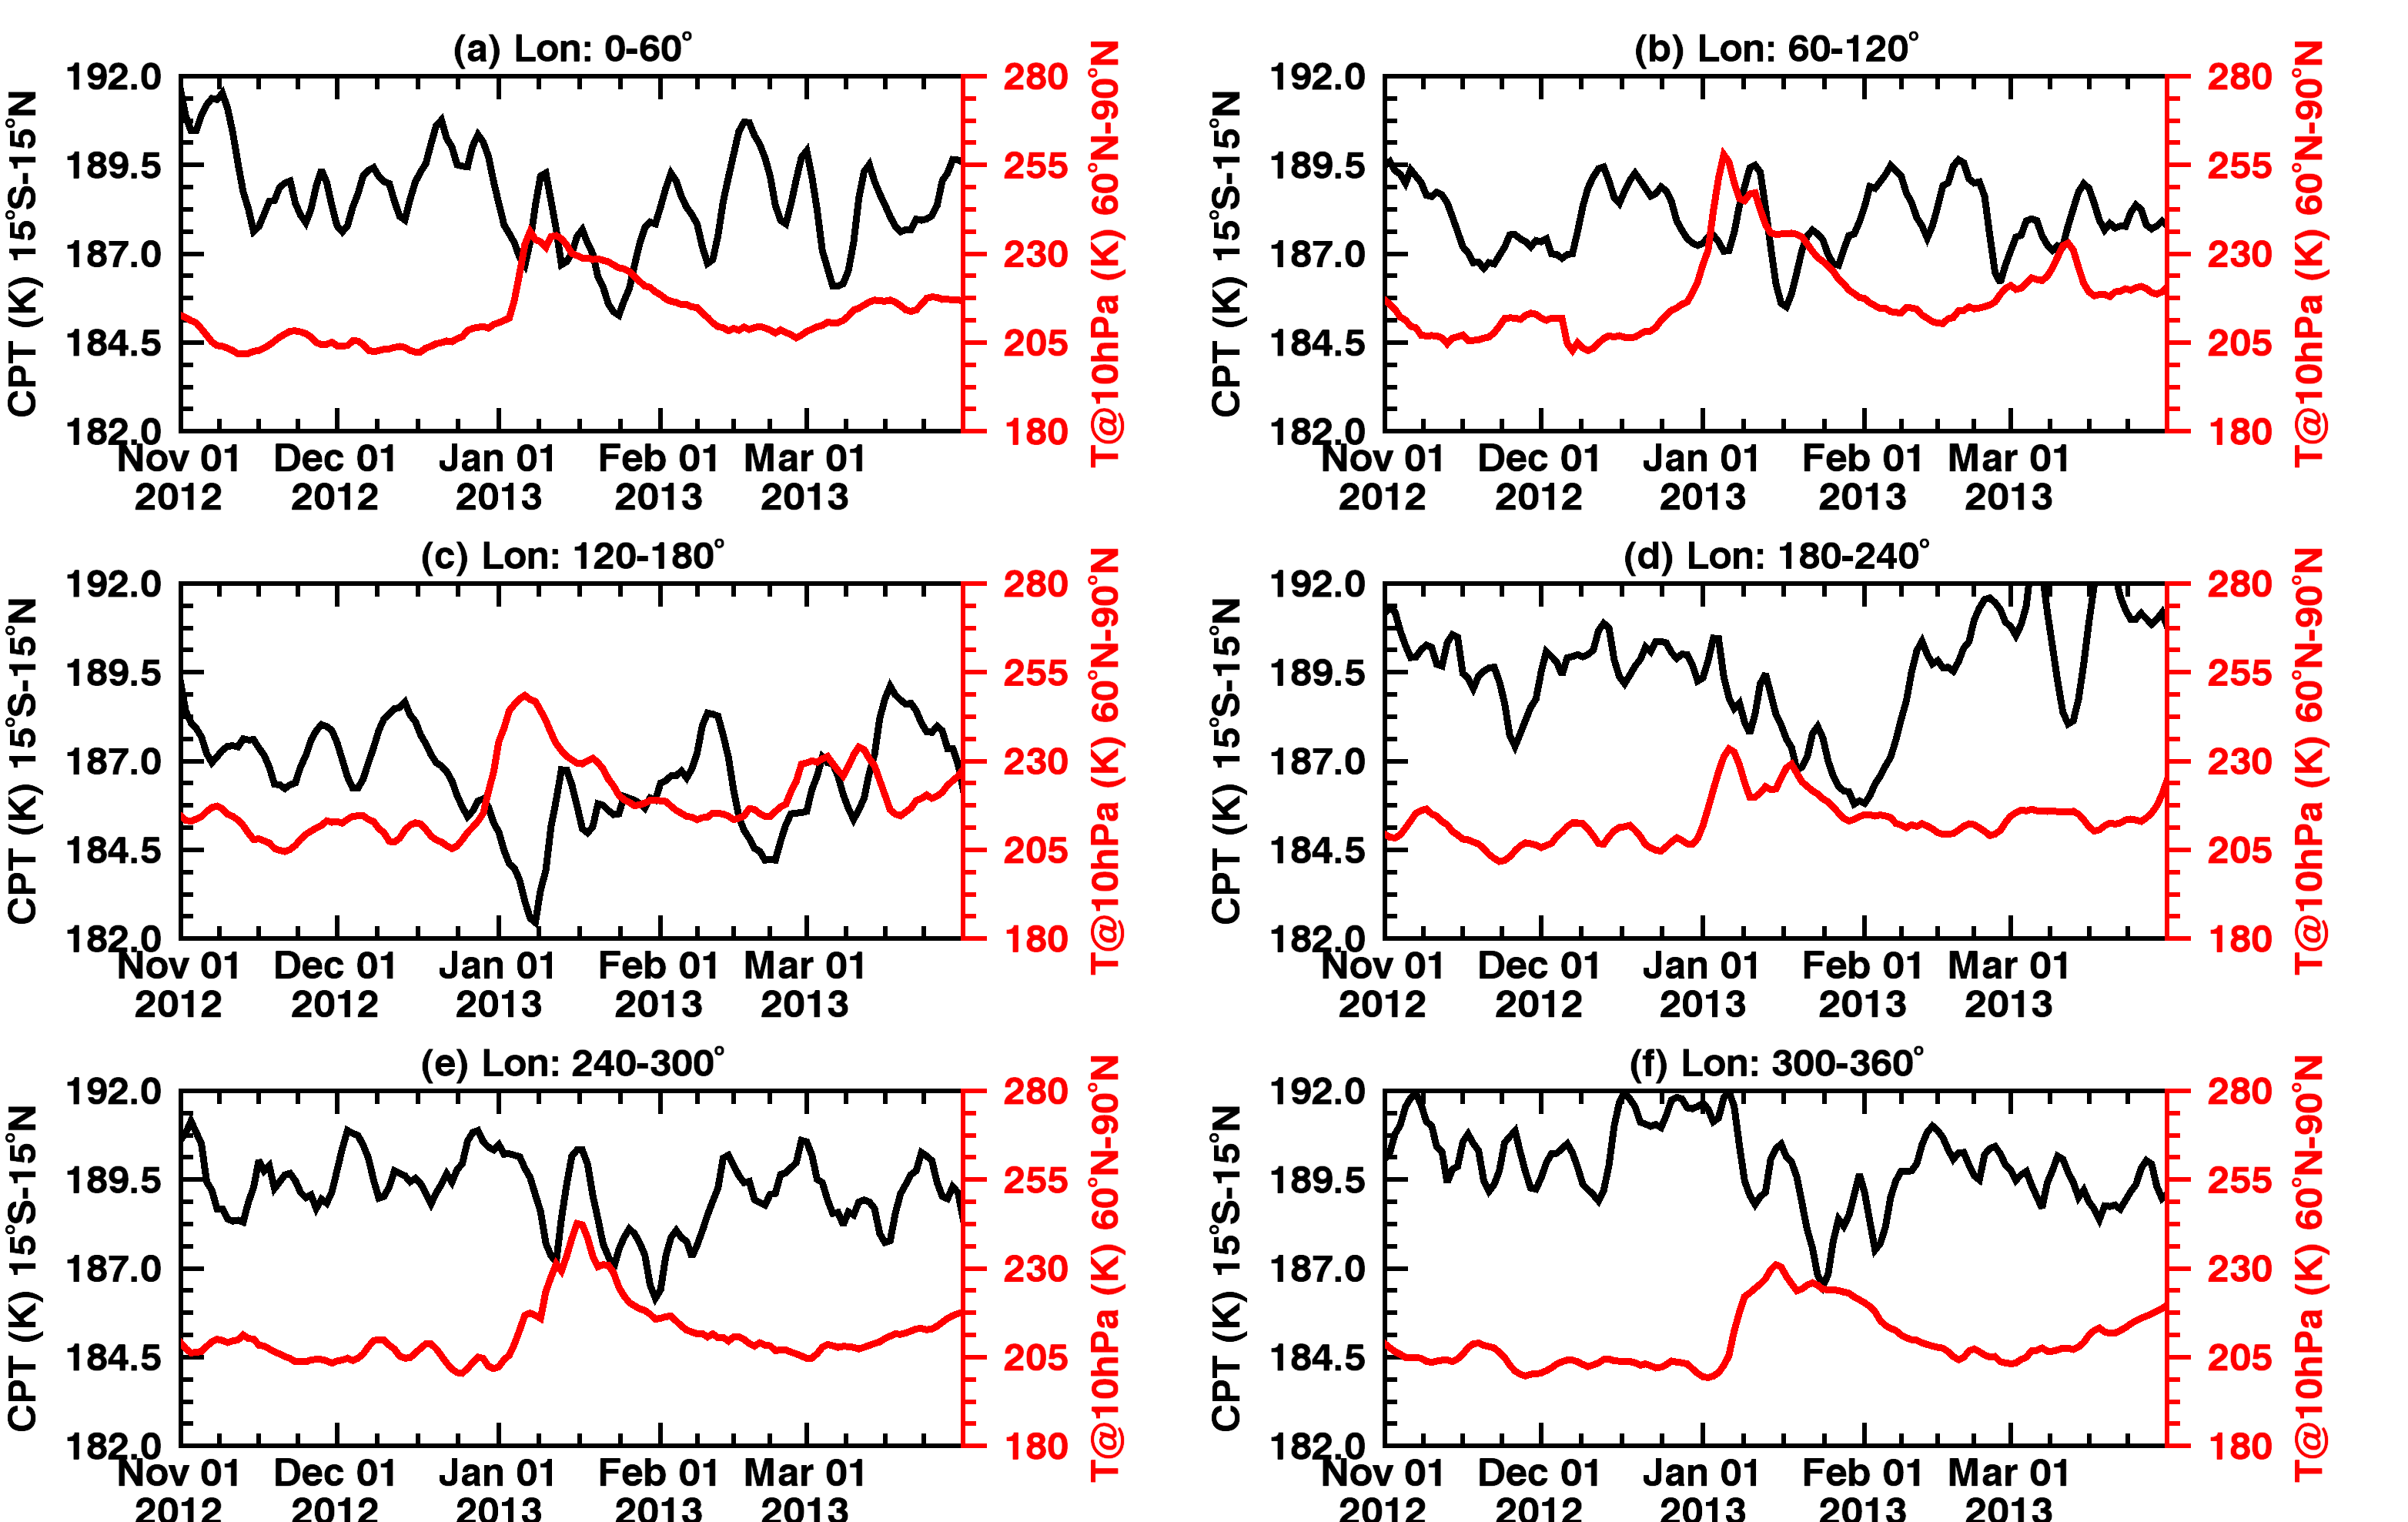 (a) Lon: 0-60°
CPT (K) 15°S-15°N
192.0
189.5
187.0
184.5
182.0
280
255
230
205
180
T@10hPa (K) 60°N-90°N
Nov 01 Dec 01 Jan 01 Feb 01 Mar 01
2012 2012 2013 2013 2013
(b) Lon: 60-120°
CPT (K) 15°S-15°N
192.0
189.5
187.0
184.5
182.0
280
255
230
205
180
T@10hPa (K) 60°N-90°N
Nov 01 Dec 01 Jan 01 Feb 01 Mar 01
2012 2012 2013 2013 2013
(c) Lon: 120-180°
CPT (K) 15°S-15°N
192.0
189.5
187.0
184.5
182.0
280
255
230
205
180
T@10hPa (K) 60°N-90°N
Nov 01 Dec 01 Jan 01 Feb 01 Mar 01
2012 2012 2013 2013 2013
(d) Lon: 180-240°
CPT (K) 15°S-15°N
192.0
189.5
187.0
184.5
182.0
280
255
230
205
180
T@10hPa (K) 60°N-90°N
Nov 01 Dec 01 Jan 01 Feb 01 Mar 01
2012 2012 2013 2013 2013
(e) Lon: 240-300°
CPT (K) 15°S-15°N
192.0
189.5
187.0
184.5
182.0
280
255
230
205
180
T@10hPa (K) 60°N-90°N
Nov 01 Dec 01 Jan 01 Feb 01 Mar 01
2012 2012 2013 2013 2013
(f) Lon: 300-360°
CPT (K) 15°S-15°N
192.0
189.5
187.0
184.5
182.0
280
255
230
205
180
T@10hPa (K) 60°N-90°N
Nov 01 Dec 01 Jan 01 Feb 01 Mar 01
2012 2012 2013 2013 2013